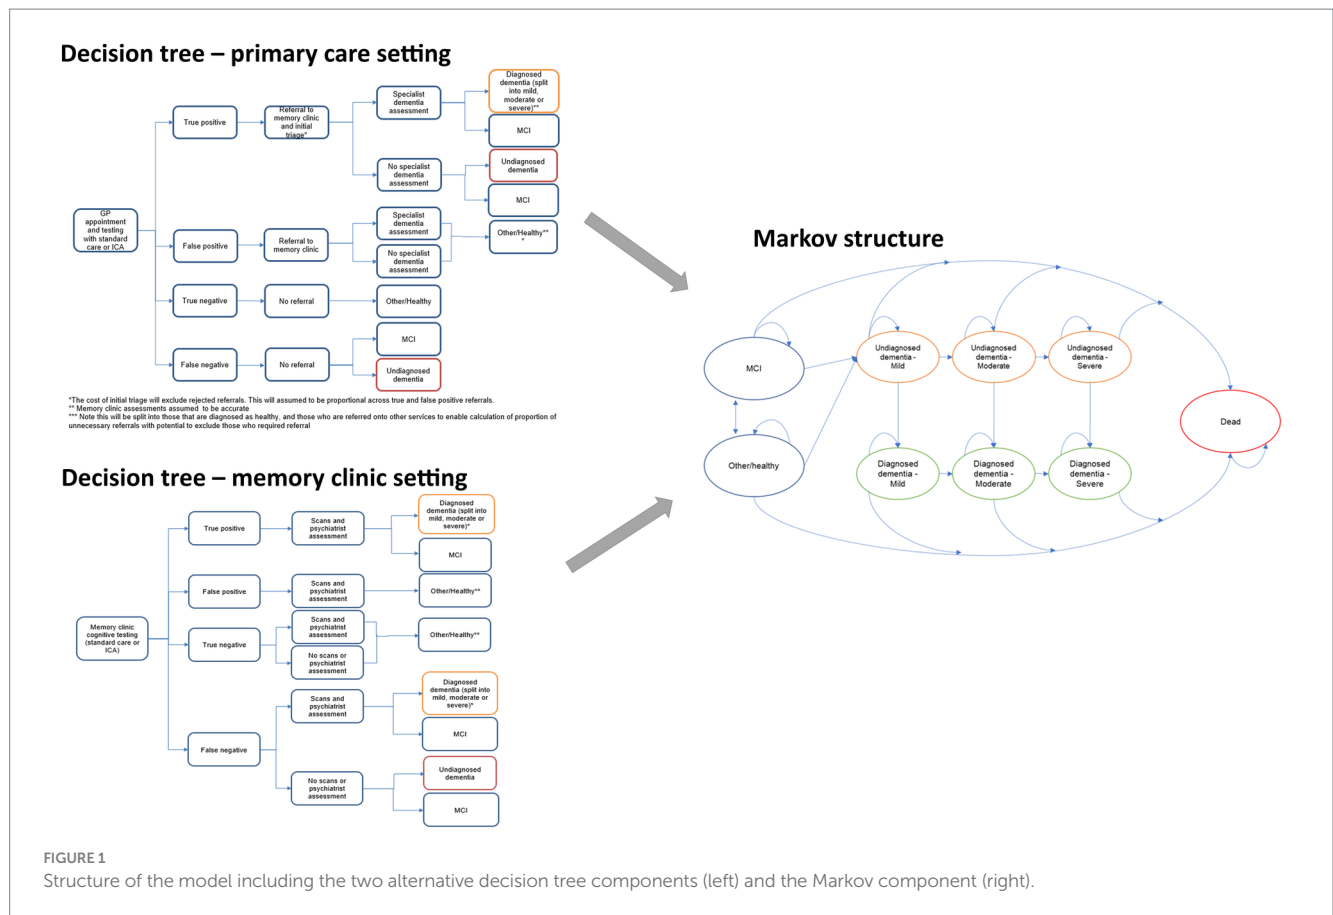 Decision tree – primary care setting
GP
appointment
and testing
with standard
care or ICA
True positive
Referral to
memory clinic
and initial
triage*
Specialist
dementia
assessment
Diagnosed
dementia (split
into mild,
moderate or
severe)**
MCI
No specialist
dementia
assessment
Undiagnosed
dementia
MCI
False positive
Referral to
memory clinic
Specialist
dementia
assessment
No specialist
dementia
assessment
Other/Healthy**
*
True negative
No referral
Other/Healthy
False negative
No referral
MCI
Undiagnosed
dementia
*The cost of initial triage will exclude rejected referrals. This will assumed to be proportional across true and false positive referrals.
** Memory clinic assessments assumed to be accurate
*** Note this will be split into those that are diagnosed as healthy, and those who are referred onto other services to enable calculation of proportion of
unnecessary referrals with potential to exclude those who required referral
Decision tree – memory clinic setting
Memory clinic
cognitive testing
(standard care or
ICA)
True positive
Scans and
psychiatrist
assessment
Diagnosed
dementia (split into
mild, moderate or
severe)*
MCI
False positive
Scans and
psychiatrist
assessment
Other/Healthy**
True negative
Scans and
psychiatrist
assessment
No scans or
psychiatrist
assessment
Other/Healthy**
False negative
Scans and
psychiatrist
assessment
Diagnosed
dementia (split into
mild, moderate or
severe)*
MCI
No scans or
psychiatrist
assessment
Undiagnosed
dementia
MCI
Markov structure
MCI
Other/healthy
Undiagnosed
dementia -
Mild
Undiagnosed
dementia -
Moderate
Undiagnosed
dementia -
Severe
Diagnosed
dementia -
Mild
Diagnosed
dementia -
Moderate
Diagnosed
dementia -
Severe
Dead
FIGURE 1
Structure of the model including the two alternative decision tree components (left) and the Markov component (right).